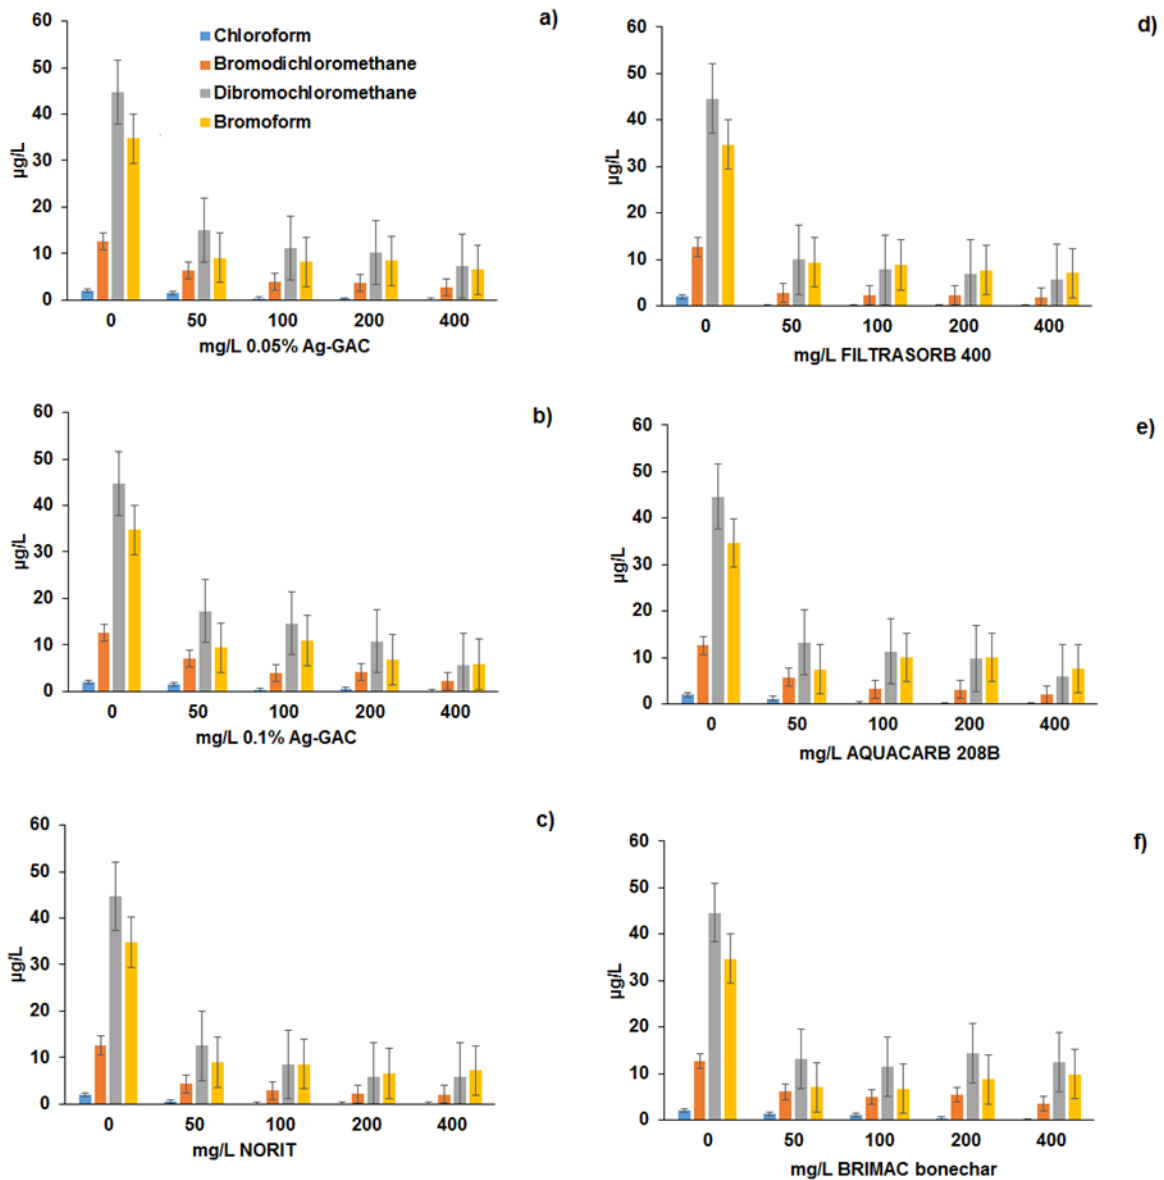 a)
60
50
40
30
20
10
0
µg/L
Chloroform
Bromodichloromethane
Dibromochloromethane
Bromoform
0 50 100 200 400
mg/L 0.05% Ag-GAC
d)
60
50
40
30
20
10
0
µg/L
0 50 100 200 400
mg/L FILTRASORB 400
b)
60
50
40
30
20
10
0
µg/L
0 50 100 200 400
mg/L 0.1% Ag-GAC
e)
60
50
40
30
20
10
0
µg/L
0 50 100 200 400
mg/L AQUACARB 208B
c)
60
50
40
30
20
10
0
µg/L
0 50 100 200 400
mg/L NORIT
f)
60
50
40
30
20
10
0
µg/L
0 50 100 200 400
mg/L BRIMAC bonechar